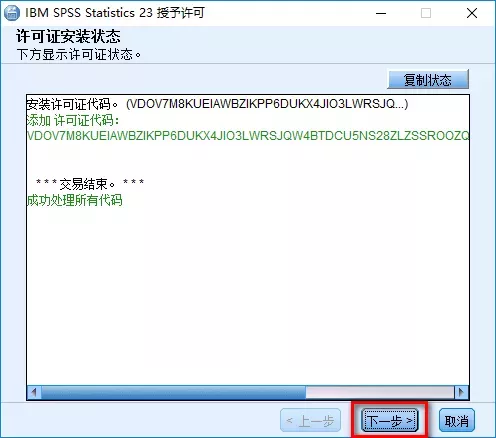 IBM SPSS Statistics 23 授予许可
许可证安装状态
下方显示许可证状态。
复制状态
安装许可证代码。 (VDOV7M8KUEIAWBZIKPP6DUKX4JIO3LWRSJQ...)
添加 许可证代码：
VDOV7M8KUEIAWBZIKPP6DUKX4JIO3LWRSJQW4BTDCU5NS28ZLZSSROOZQ
* * * 交易结束。 * * *
成功处理所有代码
< 上一步 下一步 > 取消